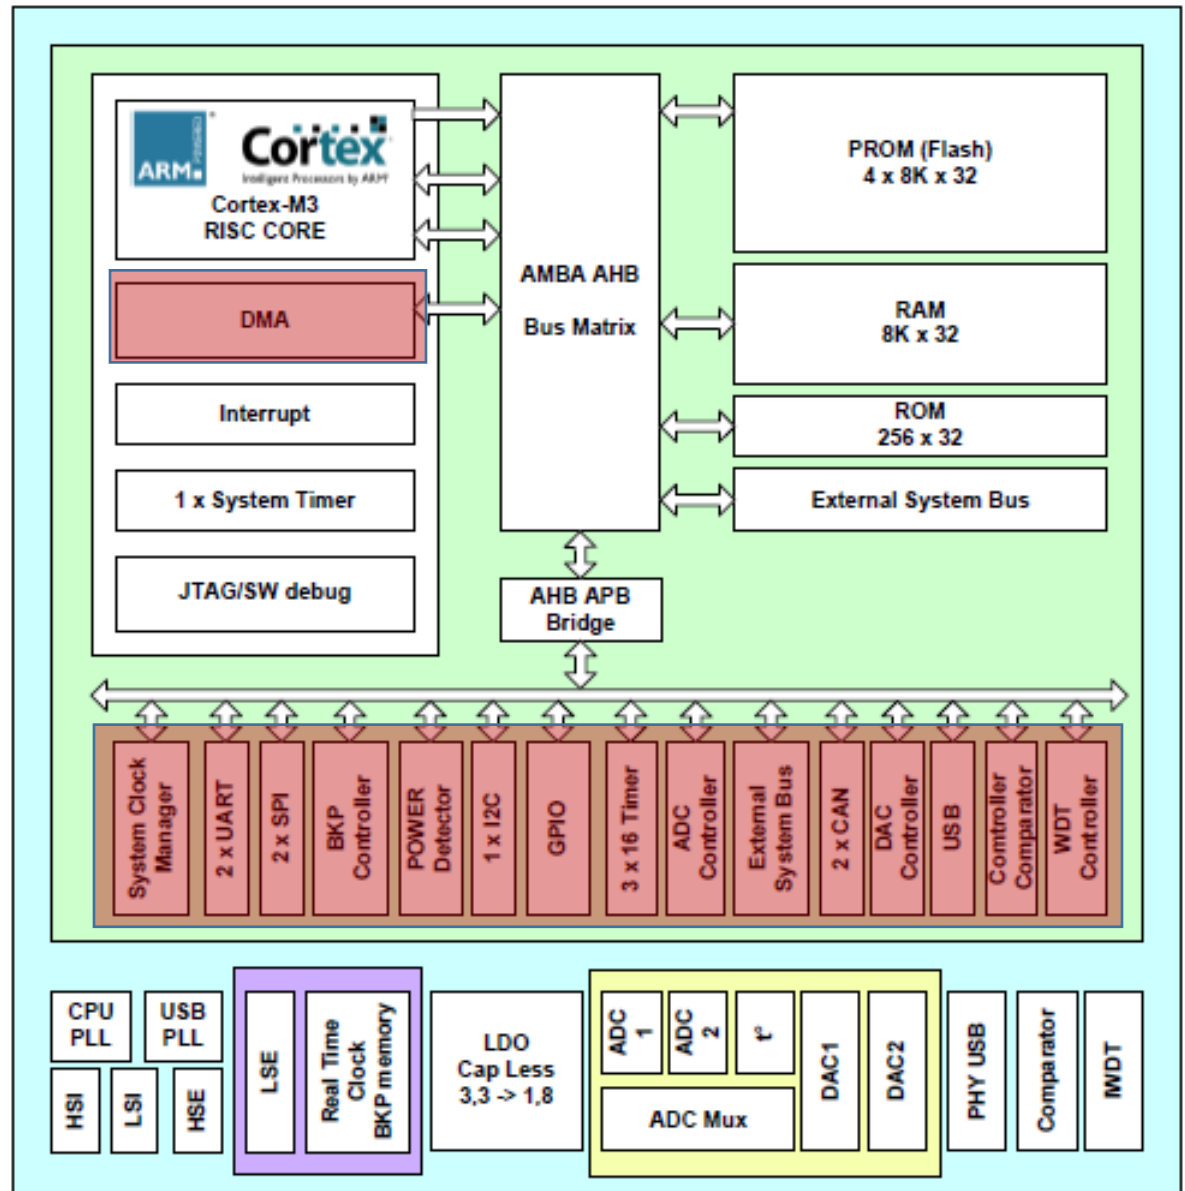 ARM
POWERED
Cortex
Intelligent Processors by ARM®
Cortex-M3
RISC CORE
DMA
Interrupt
1 x System Timer
JTAG/SW debug
AMBA AHB
Bus Matrix
AHB APB
Bridge
PROM (Flash)
4 x 8K x 32
RAM
8K x 32
ROM
256 x 32
External System Bus
System Clock
Manager
2 x UART
2 x SPI
BKP
Controller
POWER
Detector
1 x I2C
GPIO
3 x 16 Timer
ADC
Controller
External
System Bus
2 x CAN
DAC
Controller
USB
Comtroller
Comparator
WDT
Controller
CPU
PLL
USB
PLL
HSI
LSI
HSE
LSE
Real Time
Clock
BKP memory
LDO
Cap Less
3,3 -> 1,8
ADC
1
ADC
2
t°
ADC Mux
DAC1
DAC2
PHY USB
Comparator
IWDT